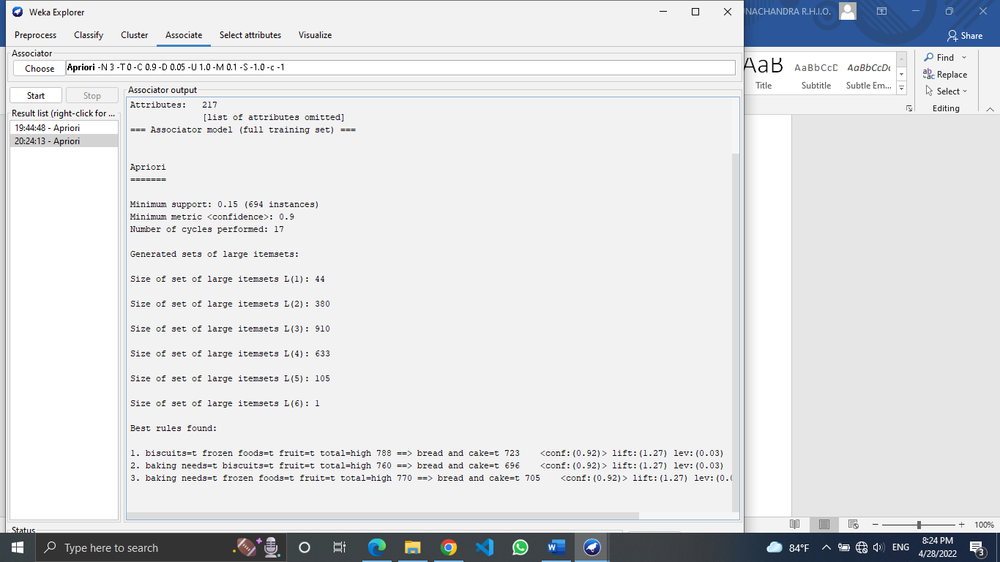 Weka Explorer
NACHANDRA R.H.I.O.
Preprocess Classify Cluster Associate Select attributes Visualize
Share
Associator
Choose Apriori -N 3 -T 0 -C 0.9 -D 0.05 -U 1.0 -M 0.1 -S -1.0 -c -1
Start Stop
Result list (right-click for ...
19:44:48 - Apriori
20:24:13 - Apriori
Associator output
Attributes: 217
[list of attributes omitted]
=== Associator model (full training set) ===
Apriori
=======
Minimum support: 0.15 (694 instances)
Minimum metric <confidence>: 0.9
Number of cycles performed: 17
Generated sets of large itemsets:
Size of set of large itemsets L(1): 44
Size of set of large itemsets L(2): 380
Size of set of large itemsets L(3): 910
Size of set of large itemsets L(4): 633
Size of set of large itemsets L(5): 105
Size of set of large itemsets L(6): 1
Best rules found:
1. biscuits=t frozen foods=t fruit=t total=high 788 ==> bread and cake=t 723 <conf:(0.92)> lift:(1.27) lev:(0.03)
2. baking needs=t biscuits=t fruit=t total=high 760 ==> bread and cake=t 696 <conf:(0.92)> lift:(1.27) lev:(0.03)
3. baking needs=t frozen foods=t fruit=t total=high 770 ==> bread and cake=t 705 <conf:(0.92)> lift:(1.27) lev:(0.0
Status
AaB AaBbCcD AaBbCcDc
Title Subtitle Subtle Em...
Find
Replace
Select
Editing
100%
Type here to search
84°F
ENG
8:24 PM
4/28/2022
3